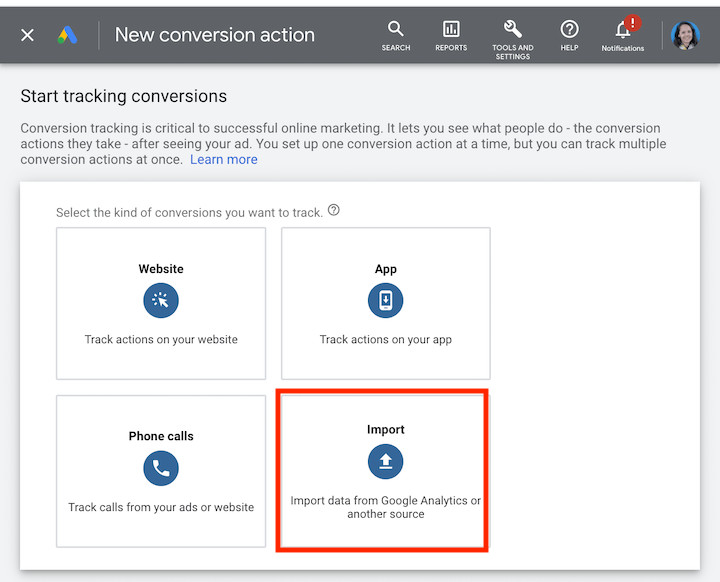 New conversion action
SEARCH
REPORTS
TOOLS AND
SETTINGS
HELP
!
Notifications
Start tracking conversions
Conversion tracking is critical to successful online marketing. It lets you see what people do - the conversion
actions they take - after seeing your ad. You set up one conversion action at a time, but you can track multiple
conversion actions at once. Learn more
Select the kind of conversions you want to track. ?
Website
Track actions on your website
App
Track actions on your app
Phone calls
Track calls from your ads or website
Import
Import data from Google Analytics or
another source